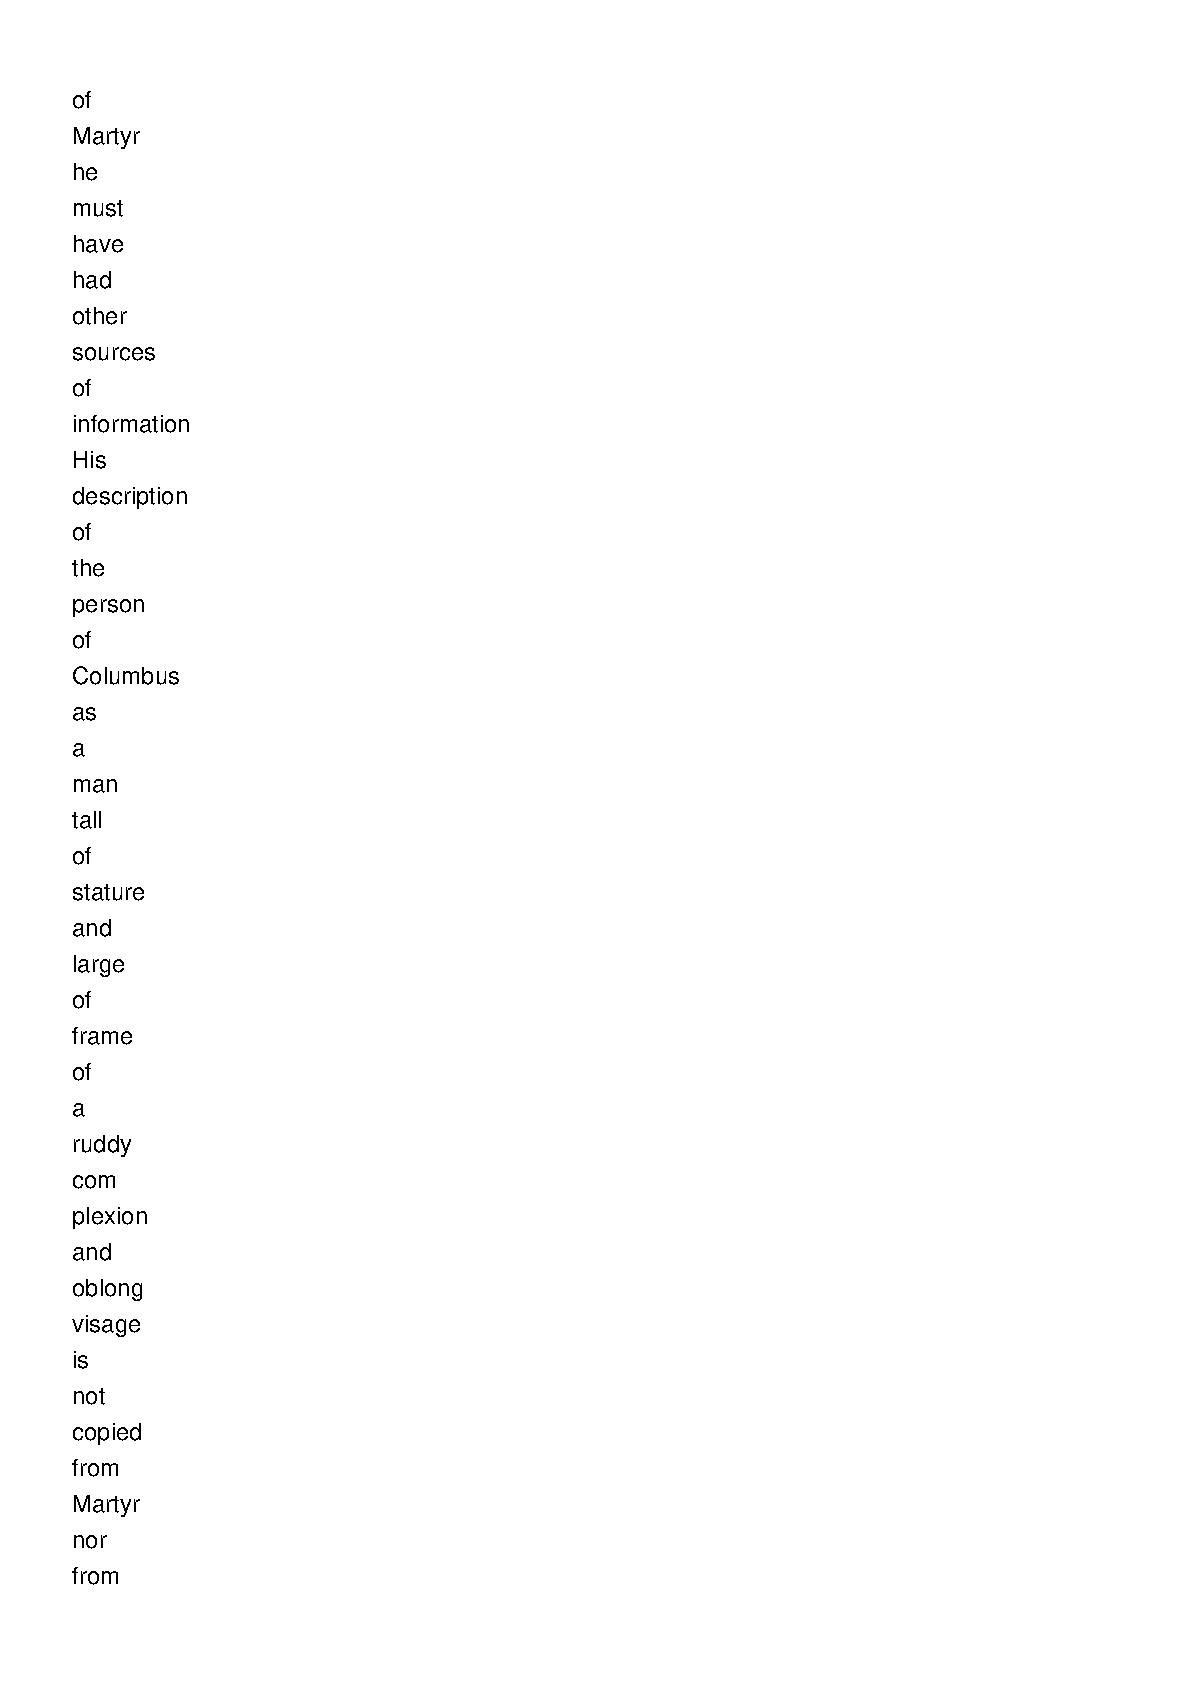 of
Martyr
he
must
have
had
other
sources
of
information
His
description
of
the
person
of
Columbus
as
a
man
tall
of
stature
and
large
of
frame
of
a
ruddy
com
plexion
and
oblong
visage
is
not
copied
from
Martyr
nor
from